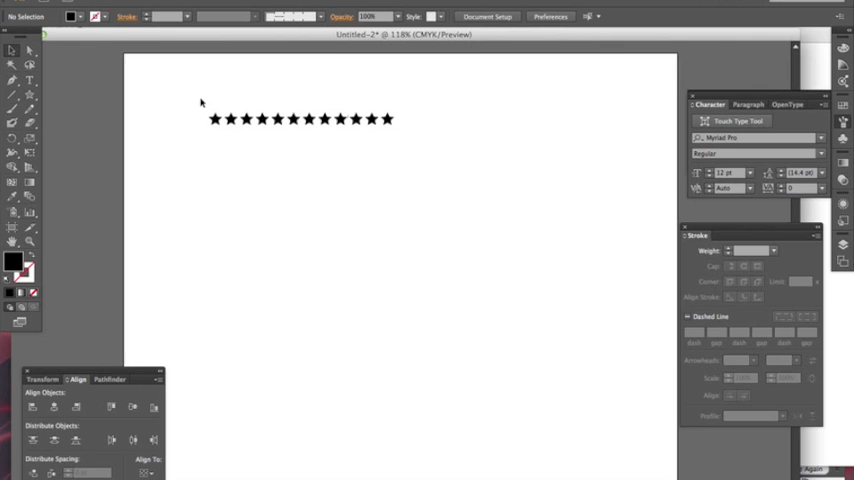 No Selection
Stroke:
Opacity: 100%
Style:
Document Setup
Preferences
Untitled-2* @ 118% (CMYK/Preview)
Character Paragraph OpenType
Touch Type Tool
Myriad Pro
Regular
12 pt (14.4 pt)
Auto 0
Stroke
Weight:
Cap:
Corner: Limit: x
Align Stroke:
Dashed Line
dash gap dash gap dash gap
Arrowheads:
Scale: 100% 100%
Align:
Profile:
Transform Align Pathfinder
Align Objects:
Distribute Objects:
Distribute Spacing: Align To:
Again